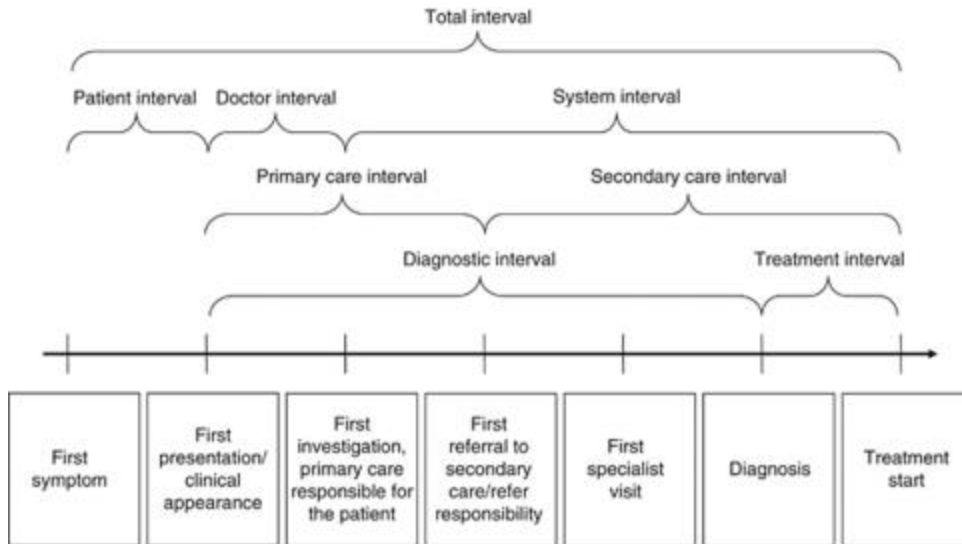 Total interval
Patient interval
Doctor interval
System interval
Primary care interval
Secondary care interval
Diagnostic interval
Treatment interval
First
symptom
First
presentation/
clinical
appearance
First
investigation,
primary care
responsible for
the patient
First
referral to
secondary
care/refer
responsibility
First
specialist
visit
Diagnosis
Treatment
start